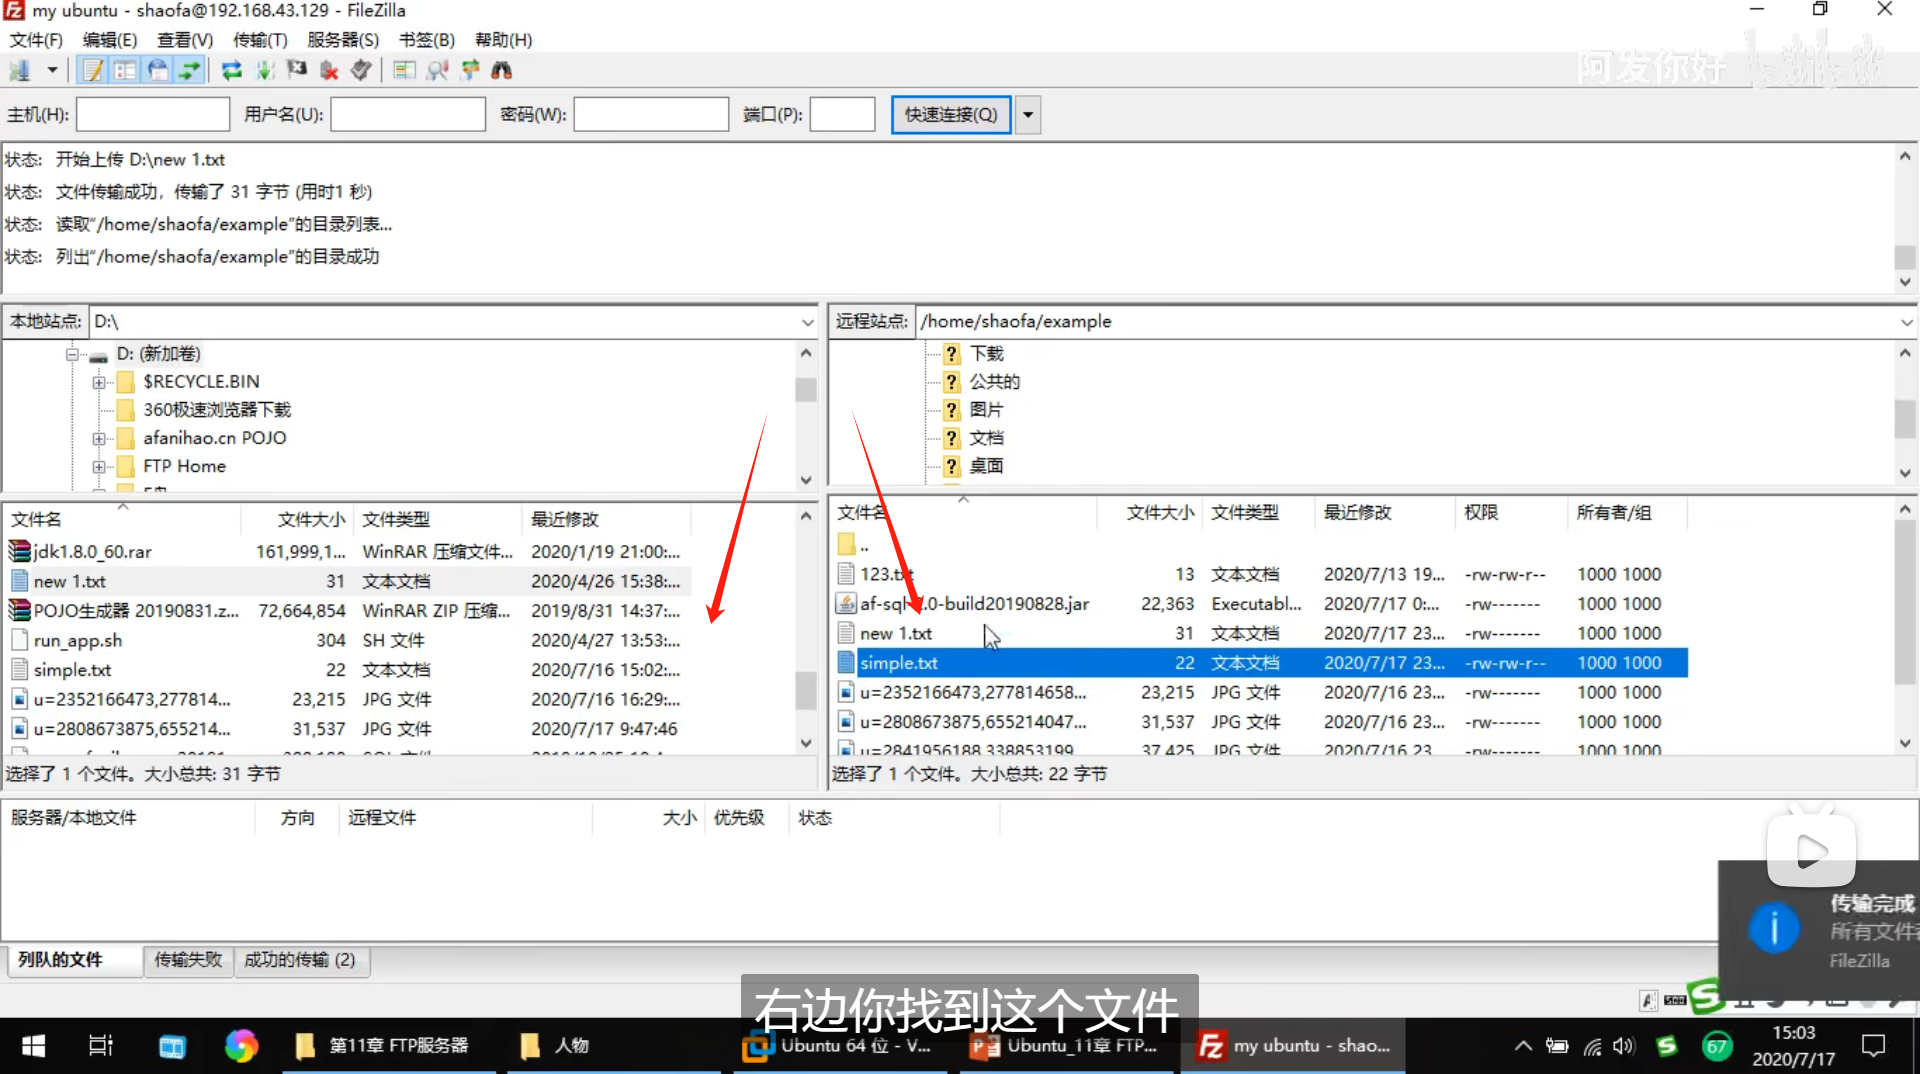 my ubuntu - shaofa@192.168.43.129 - FileZilla
文件(F) 编辑(E) 查看(V) 传输(T) 服务器(S) 书签(B) 帮助(H)
阿发你好 bilibili
主机(H): 用户名(U): 密码(W): 端口(P): 快速连接(Q)
状态: 开始上传 D:\new 1.txt
状态: 文件传输成功，传输了 31 字节 (用时1 秒)
状态: 读取“/home/shaofa/example”的目录列表...
状态: 列出“/home/shaofa/example”的目录成功
本地站点: D:\
D: (新加卷)
$RECYCLE.BIN
360极速浏览器下载
afanihao.cn POJO
FTP Home
远程站点: /home/shaofa/example
下载
公共的
图片
文档
桌面
文件名 文件大小 文件类型 最近修改
jdk1.8.0_60.rar 161,999,1... WinRAR 压缩文件... 2020/1/19 21:00:...
new 1.txt 31 文本文档 2020/4/26 15:38:...
POJO生成器 20190831.z... 72,664,854 WinRAR ZIP 压缩... 2019/8/31 14:37:...
run_app.sh 304 SH 文件 2020/4/27 13:53:...
simple.txt 22 文本文档 2020/7/16 15:02:...
u=2352166473,277814... 23,215 JPG 文件 2020/7/16 16:29:...
u=2808673875,655214... 31,537 JPG 文件 2020/7/17 9:47:46
选择了 1 个文件。大小总共: 31 字节
文件名 文件大小 文件类型 最近修改 权限 所有者/组
..
123.txt 13 文本文档 2020/7/13 19... -rw-rw-r-- 1000 1000
af-sql-.0-build20190828.jar 22,363 Executabl... 2020/7/17 0:... -rw------- 1000 1000
new 1.txt 31 文本文档 2020/7/17 23... -rw------- 1000 1000
simple.txt 22 文本文档 2020/7/17 23... -rw-rw-r-- 1000 1000
u=2352166473,277814658... 23,215 JPG 文件 2020/7/16 23... -rw------- 1000 1000
u=2808673875,655214047... 31,537 JPG 文件 2020/7/16 23... -rw------- 1000 1000
u=2841956188,338853199... 37,425 JPG 文件 2020/7/16 23... -rw------- 1000 1000
选择了 1 个文件。大小总共: 22 字节
服务器/本地文件 方向 远程文件 大小 优先级 状态
传输完成
所有文件
FileZilla
列队的文件 传输失败 成功的传输 (2)
右边你找到这个文件
第11章 FTP服务器 人物 Ubuntu 64 位 - V... Ubuntu_11章 FTP... my ubuntu - shao... 67 15:03
2020/7/17